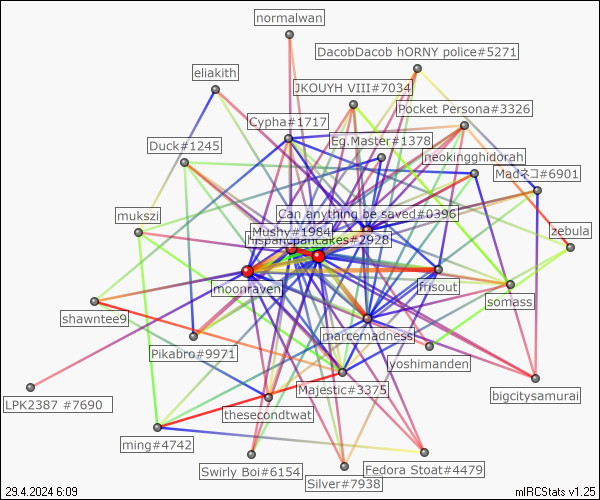 normalwan
DacobDacob hORNY police#5271
eliakith
JKOUYH VIII#7034
Pocket Persona#3326
Cypha#1717
Eg.Master#1378
Duck#1245
neokingghidorah
Madネコ#6901
mukszi
Can anything be saved#0396
zebula
Mushy#1984
hispanicpancakes#2928
moonraven
frisout
somass
shawntee9
marcemadness
Pikabro#9971
yoshimanden
Majestic#3375
bigcitysamurai
LPK2387 #7690
thesecondtwat
ming#4742
Swirly Boi#6154
Fedora Stoat#4479
Silver#7938
29.4.2024 6:09
mIRCStats v1.25